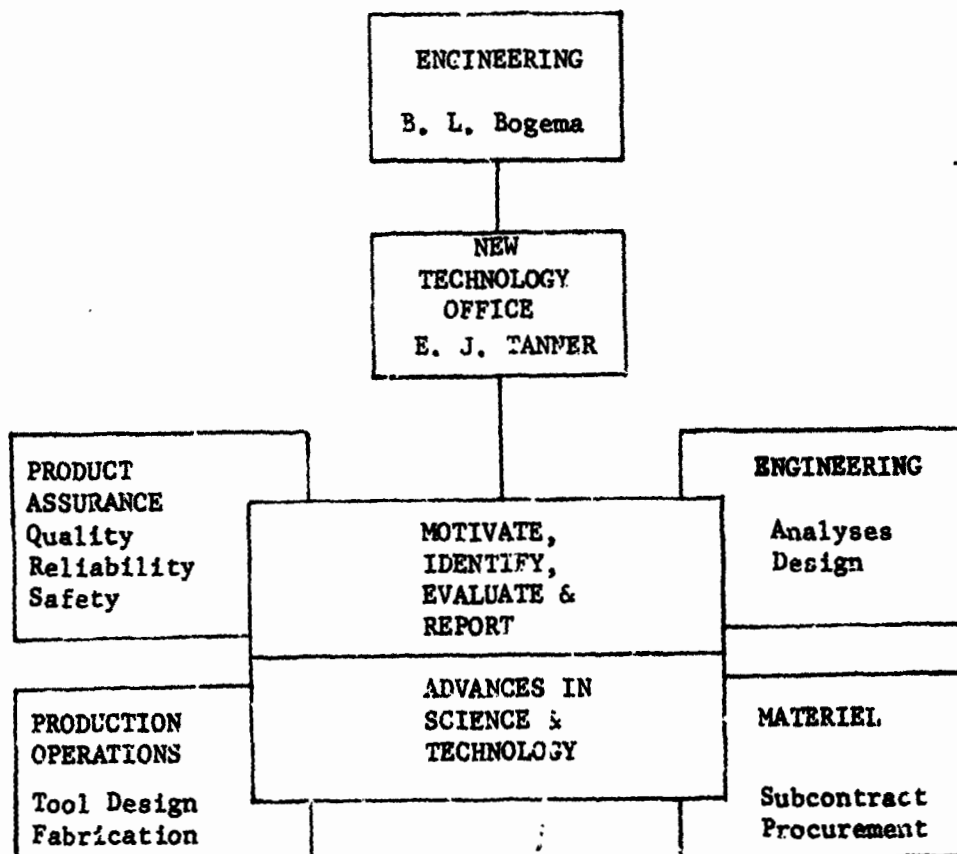 ENGINEERING
B. L. Bogema
NEW
TECHNOLOGY
OFFICE
E. J. TANNER
PRODUCT
ASSURANCE
Quality
Reliability
Safety
MOTIVATE,
IDENTIFY,
EVALUATE &
REPORT
ENGINEERING
Analyses
Design
PRODUCTION
OPERATIONS
Tool Design
Fabrication
ADVANCES IN
SCIENCE &
TECHNOLOGY
MATERIEL
Subcontract
Procurement